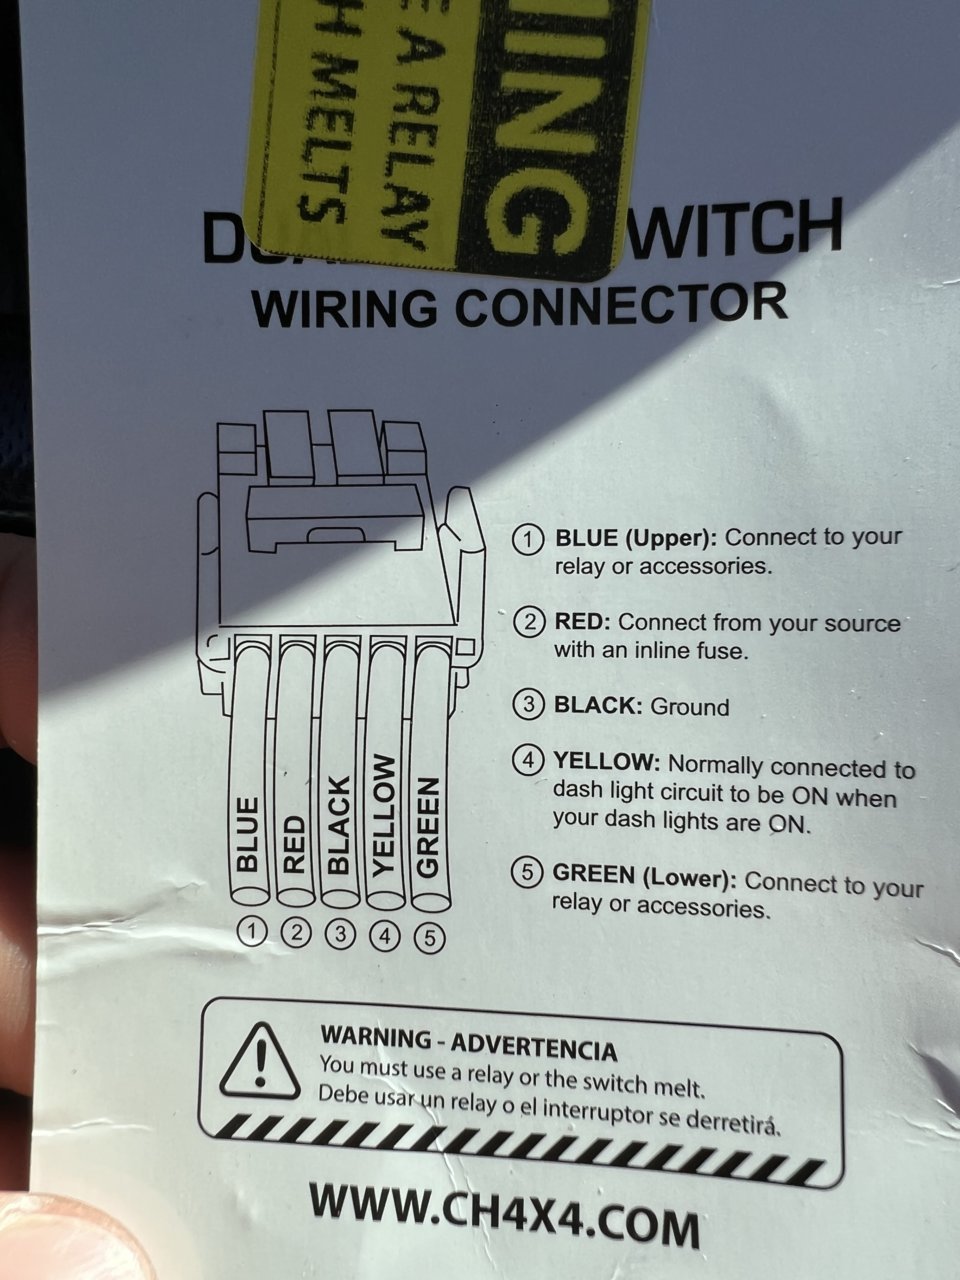 ING
E A RELAY
H MELTS
WITCH
WIRING CONNECTOR
① BLUE (Upper): Connect to your
relay or accessories.
② RED: Connect from your source
with an inline fuse.
③ BLACK: Ground
④ YELLOW: Normally connected to
dash light circuit to be ON when
your dash lights are ON.
⑤ GREEN (Lower): Connect to your
relay or accessories.
BLUE
RED
BLACK
YELLOW
GREEN
① ② ③ ④ ⑤
WARNING - ADVERTENCIA
You must use a relay or the switch melt.
Debe usar un relay o el interruptor se derretirá.
WWW.CH4X4.COM